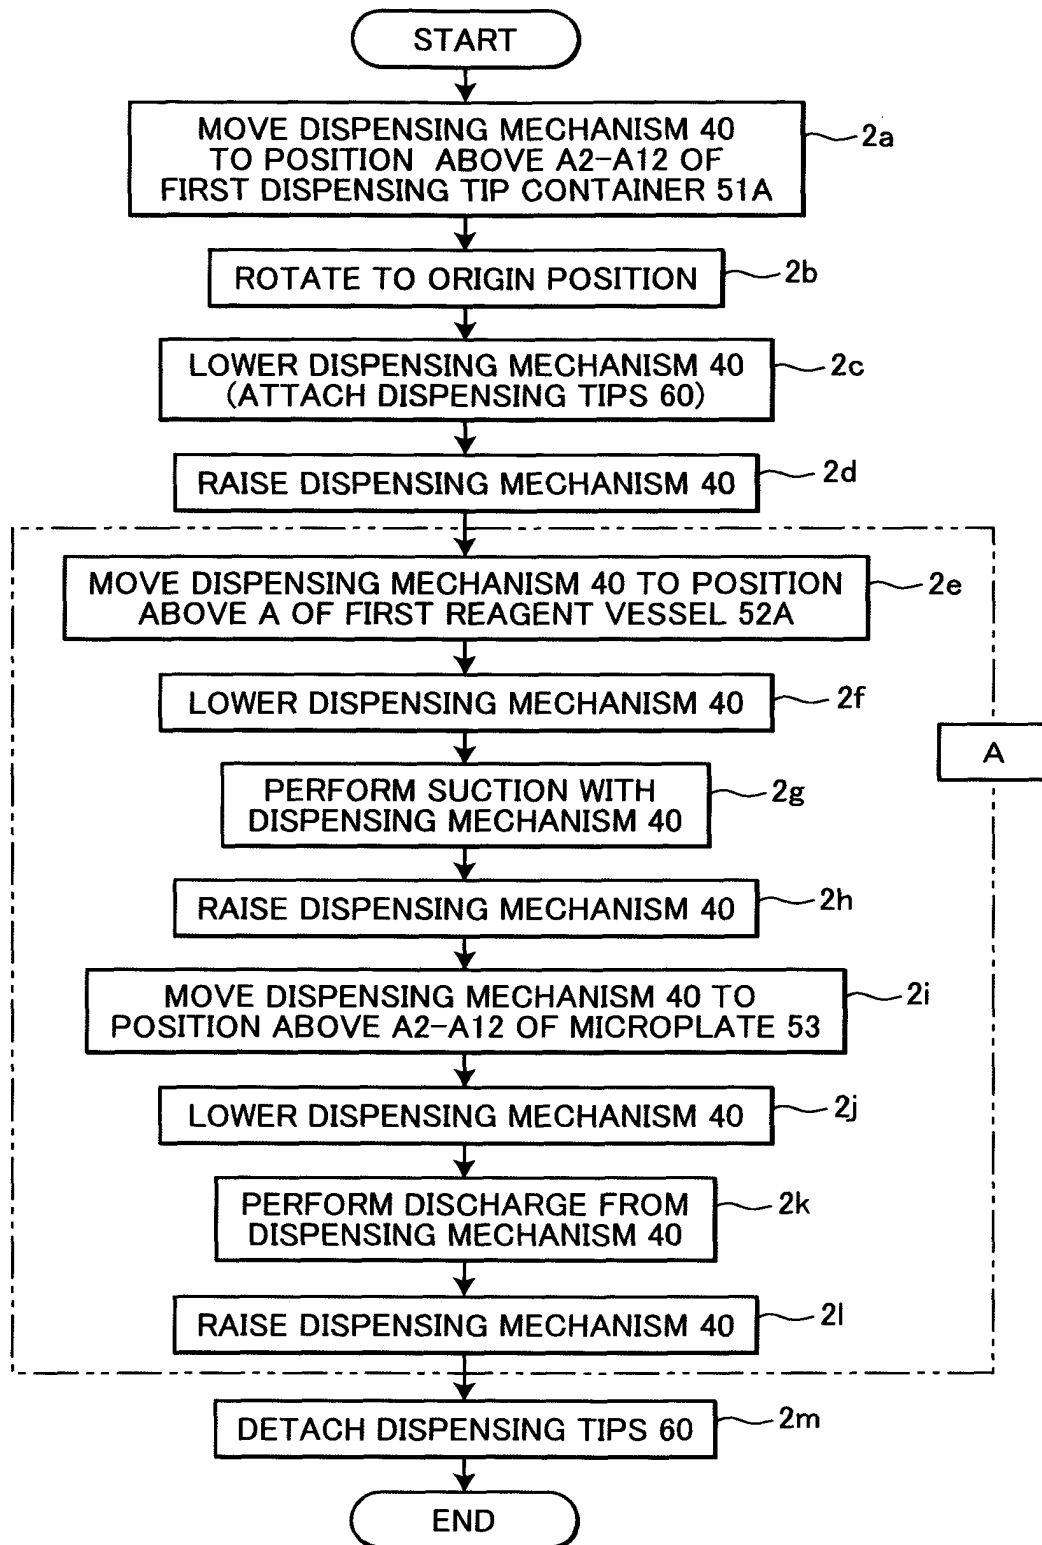 START
MOVE DISPENSING MECHANISM 40
TO POSITION ABOVE A2-A12 OF
FIRST DISPENSING TIP CONTAINER 51A
2a
ROTATE TO ORIGIN POSITION
2b
LOWER DISPENSING MECHANISM 40
(ATTACH DISPENSING TIPS 60)
2c
RAISE DISPENSING MECHANISM 40
2d
MOVE DISPENSING MECHANISM 40 TO POSITION
ABOVE A OF FIRST REAGENT VESSEL 52A
2e
LOWER DISPENSING MECHANISM 40
2f
A
PERFORM SUCTION WITH
DISPENSING MECHANISM 40
2g
RAISE DISPENSING MECHANISM 40
2h
MOVE DISPENSING MECHANISM 40 TO
POSITION ABOVE A2-A12 OF MICROPLATE 53
2i
LOWER DISPENSING MECHANISM 40
2j
PERFORM DISCHARGE FROM
DISPENSING MECHANISM 40
2k
RAISE DISPENSING MECHANISM 40
2l
DETACH DISPENSING TIPS 60
2m
END